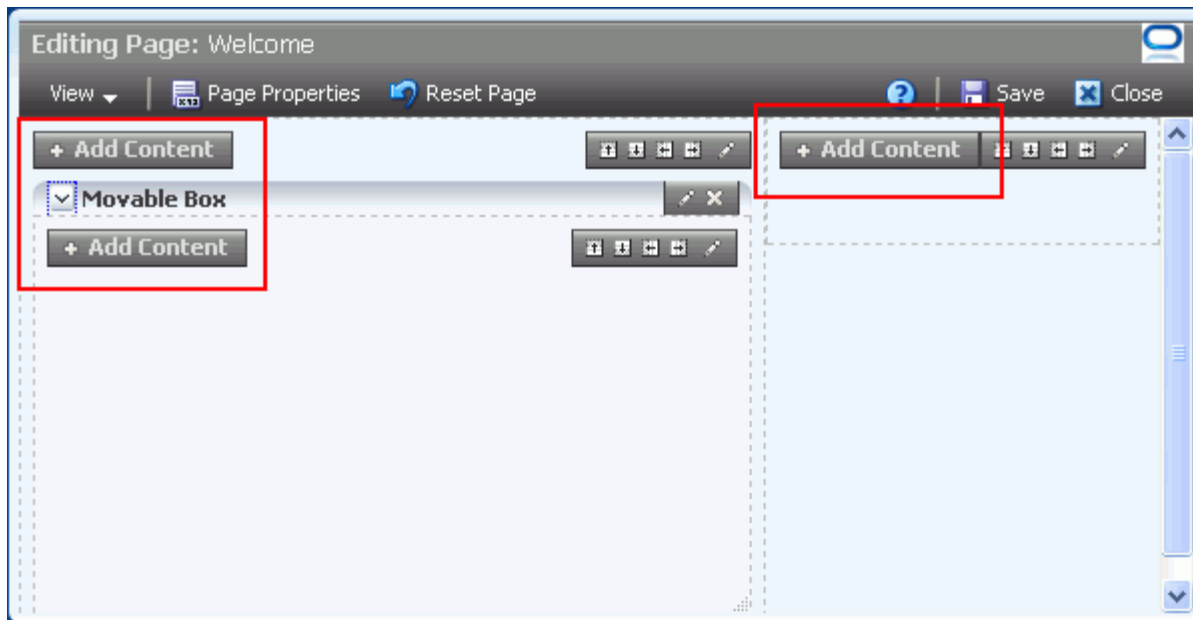 Editing Page: Welcome
View Page Properties Reset Page Save Close
+ Add Content + Add Content
Movable Box
+ Add Content